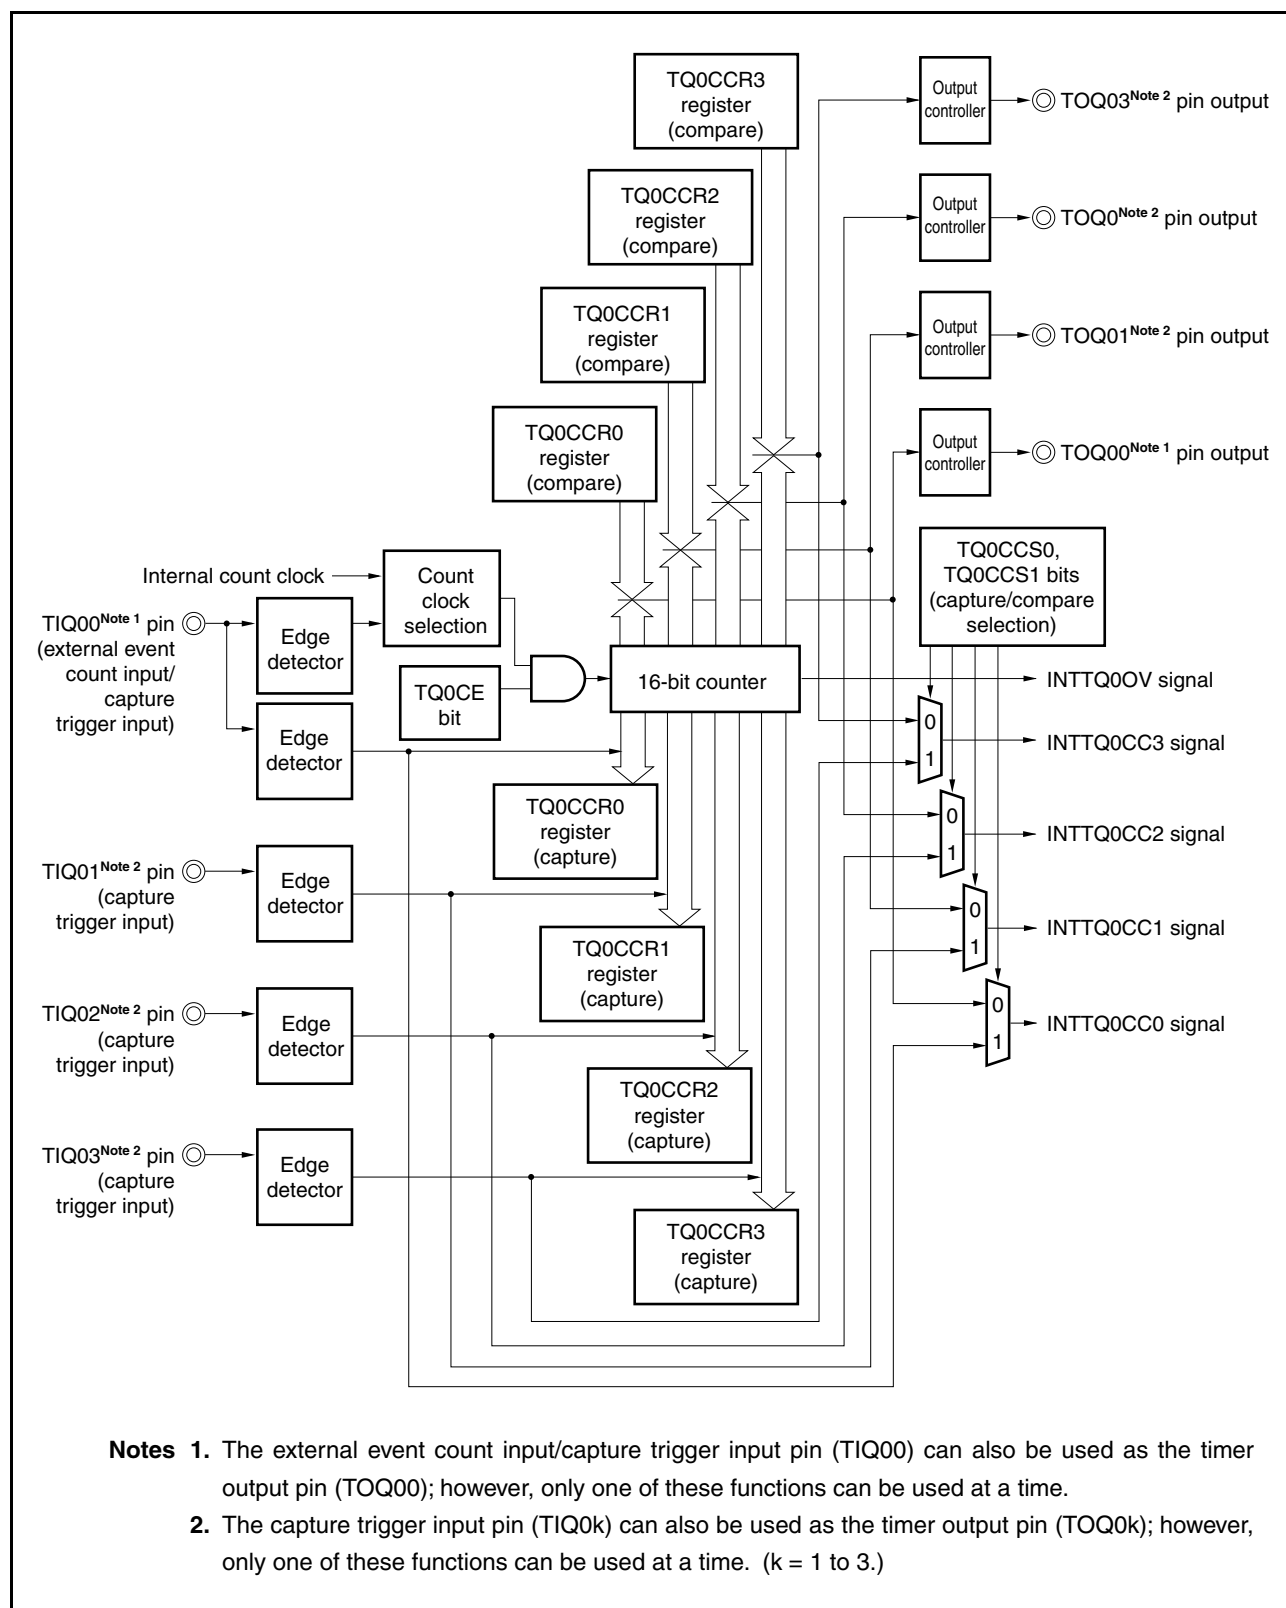 TQ0CCR3
register
(compare)
Output
controller
TOQ03Note 2 pin output
TQ0CCR2
register
(compare)
Output
controller
TOQ0Note 2 pin output
TQ0CCR1
register
(compare)
Output
controller
TOQ01Note 2 pin output
TQ0CCR0
register
(compare)
Output
controller
TOQ00Note 1 pin output
TQ0CCS0,
TQ0CCS1 bits
(capture/compare
selection)
Internal count clock
Count
clock
selection
TIQ00Note 1 pin
(external event
count input/
capture
trigger input)
Edge
detector
TQ0CE
bit
16-bit counter
INTTQ0OV signal
Edge
detector
0
1
INTTQ0CC3 signal
TQ0CCR0
register
(capture)
0
1
INTTQ0CC2 signal
TIQ01Note 2 pin
(capture
trigger input)
Edge
detector
0
1
INTTQ0CC1 signal
TQ0CCR1
register
(capture)
TIQ02Note 2 pin
(capture
trigger input)
Edge
detector
0
1
INTTQ0CC0 signal
TQ0CCR2
register
(capture)
TIQ03Note 2 pin
(capture
trigger input)
Edge
detector
TQ0CCR3
register
(capture)
Notes 1. The external event count input/capture trigger input pin (TIQ00) can also be used as the timer
output pin (TOQ00); however, only one of these functions can be used at a time.
2. The capture trigger input pin (TIQ0k) can also be used as the timer output pin (TOQ0k); however,
only one of these functions can be used at a time. (k = 1 to 3.)